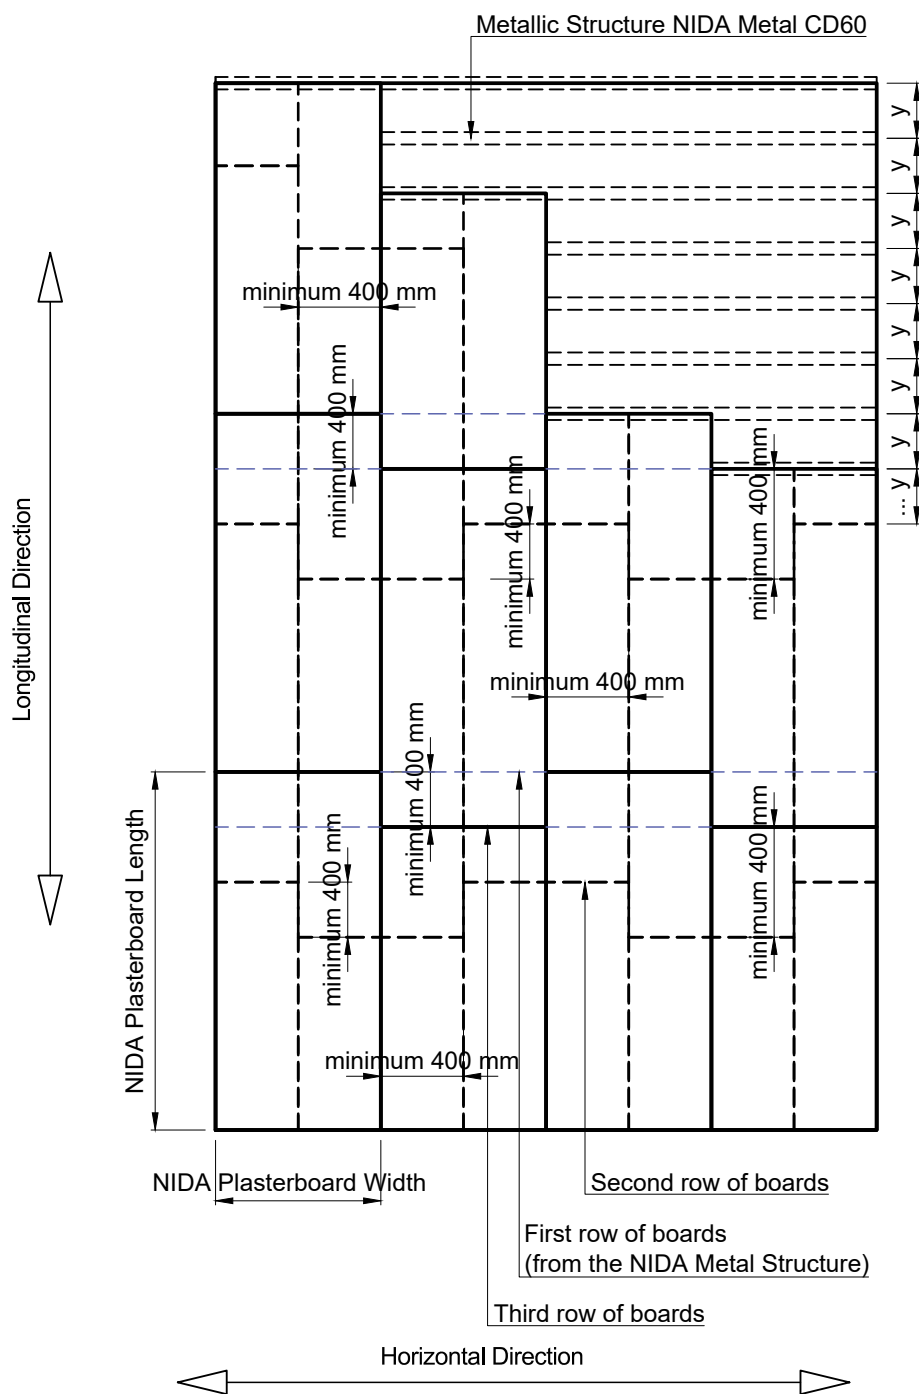 Metallic Structure NIDA Metal CD60
y
y
y
y
y
y
y
... y
minimum 400 mm
minimum 400 mm
minimum 400 mm
minimum 400 mm
Longitudinal Direction
minimum 400 mm
minimum 400 mm
NIDA Plasterboard Length
minimum 400 mm
minimum 400 mm
minimum 400 mm
NIDA Plasterboard Width
Second row of boards
First row of boards
(from the NIDA Metal Structure)
Third row of boards
Horizontal Direction